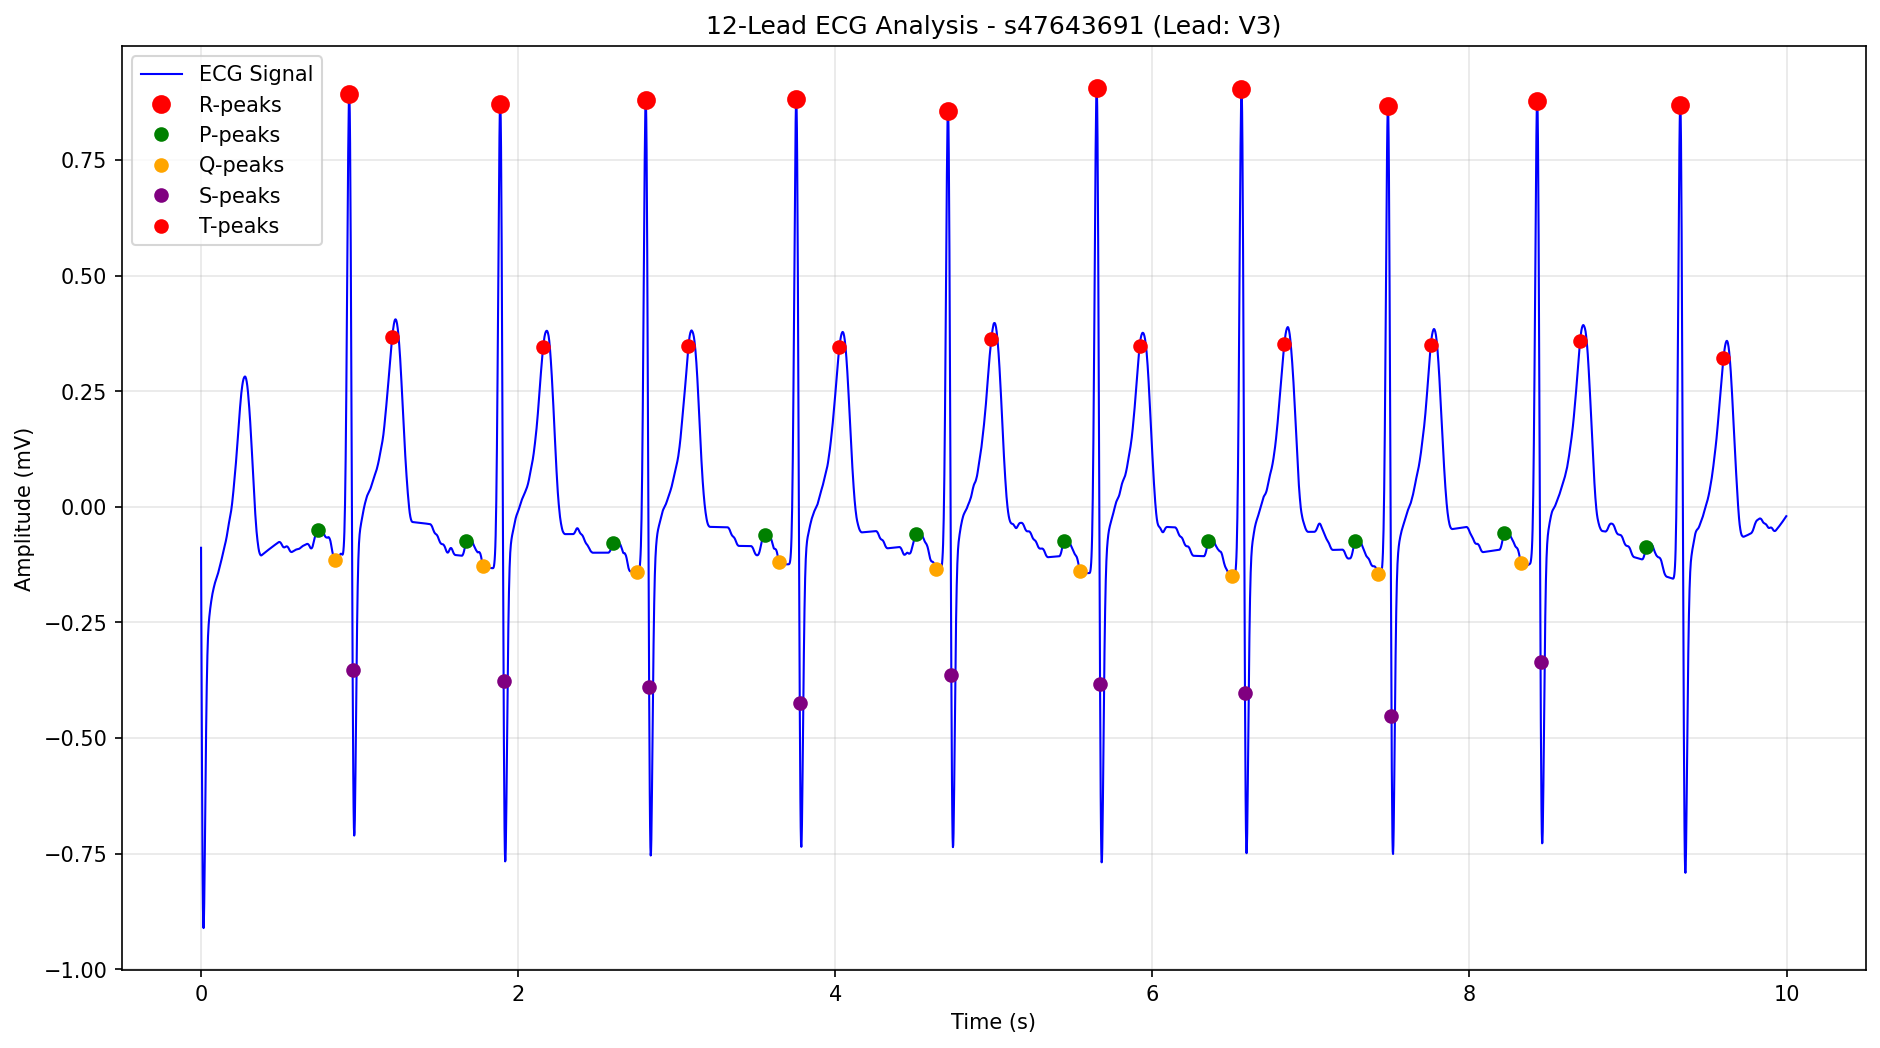 12-Lead ECG Analysis - s47643691 (Lead: V3)
ECG Signal
R-peaks
P-peaks
Q-peaks
S-peaks
T-peaks
Amplitude (mV)
0.75
0.50
0.25
0.00
−0.25
−0.50
−0.75
−1.00
0 2 4 6 8 10
Time (s)